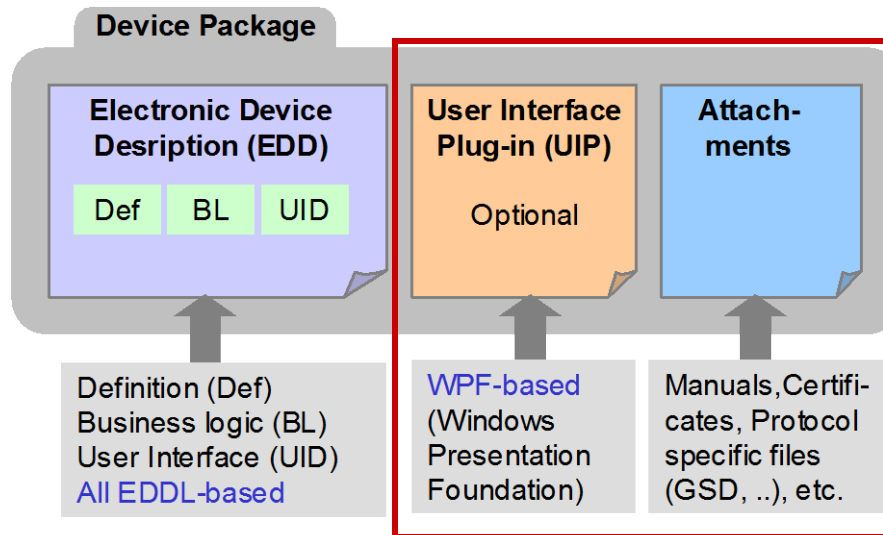 Device Package
Electronic Device
Desription (EDD)
Def
BL
UID
User Interface
Plug-in (UIP)
Optional
Attach-
ments
Definition (Def)
Business logic (BL)
User Interface (UID)
All EDDL-based
WPF-based
(Windows
Presentation
Foundation)
Manuals,Certifi-
cates, Protocol
specific files
(GSD, ..), etc.